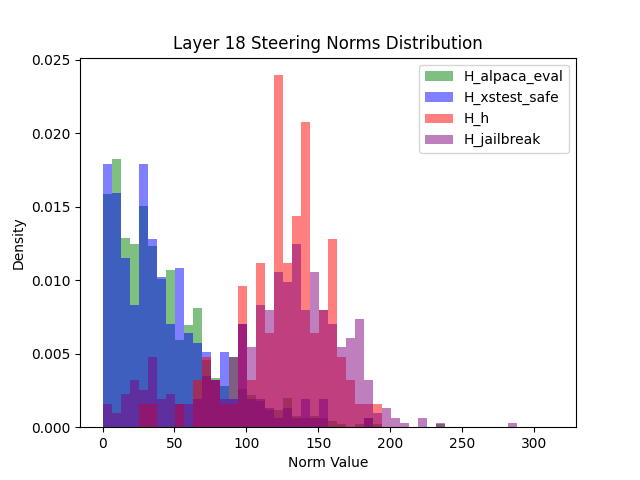 Layer 18 Steering Norms Distribution
H_alpaca_eval
H_xstest_safe
H_h
H_jailbreak
0.025
0.020
0.015
0.010
0.005
0.000
Density
0
50
100
150
200
250
300
Norm Value